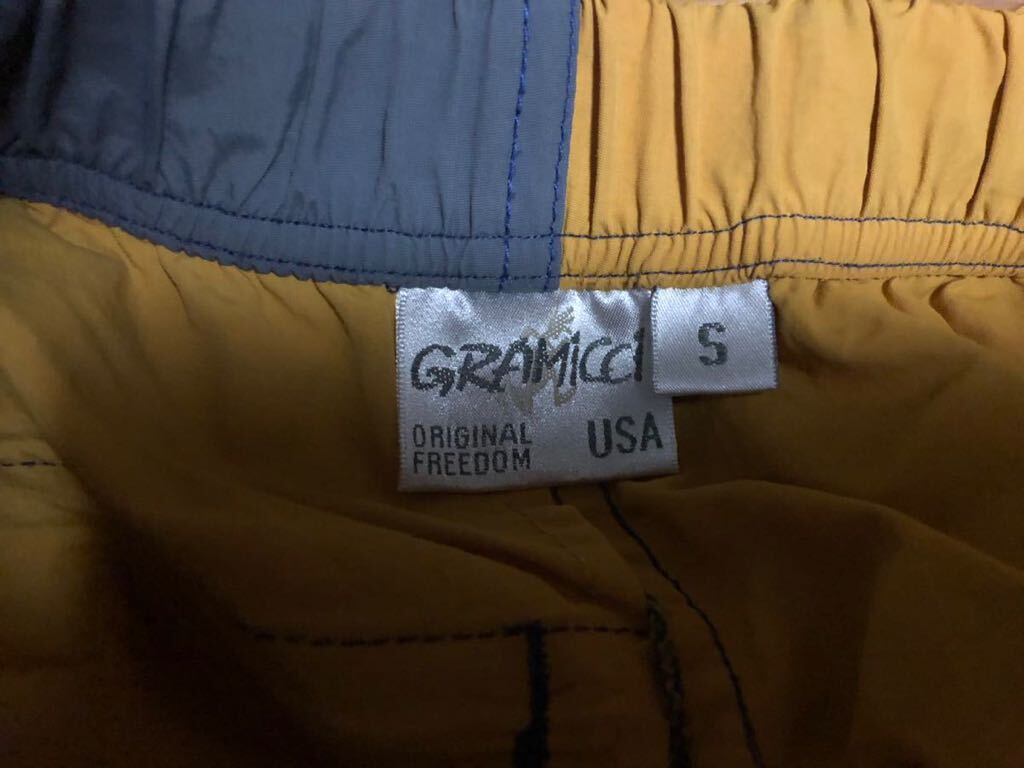 GRAMiCCi
S
ORIGINAL
FREEDOM
USA